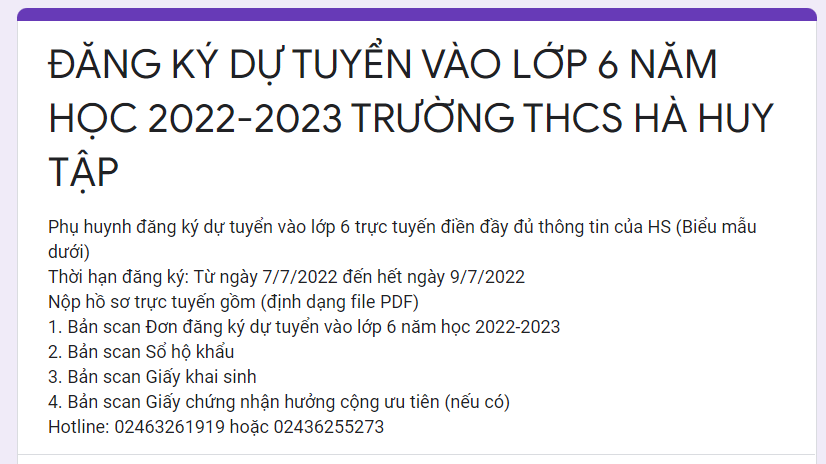 ĐĂNG KÝ DỰ TUYỂN VÀO LỚP 6 NĂM
HỌC 2022-2023 TRƯỜNG THCS HÀ HUY
TẬP
Phụ huynh đăng ký dự tuyển vào lớp 6 trực tuyến điền đầy đủ thông tin của HS (Biểu mẫu
dưới)
Thời hạn đăng ký: Từ ngày 7/7/2022 đến hết ngày 9/7/2022
Nộp hồ sơ trực tuyến gồm (định dạng file PDF)
1. Bản scan Đơn đăng ký dự tuyển vào lớp 6 năm học 2022-2023
2. Bản scan Sổ hộ khẩu
3. Bản scan Giấy khai sinh
4. Bản scan Giấy chứng nhận hưởng cộng ưu tiên (nếu có)
Hotline: 02463261919 hoặc 02436255273